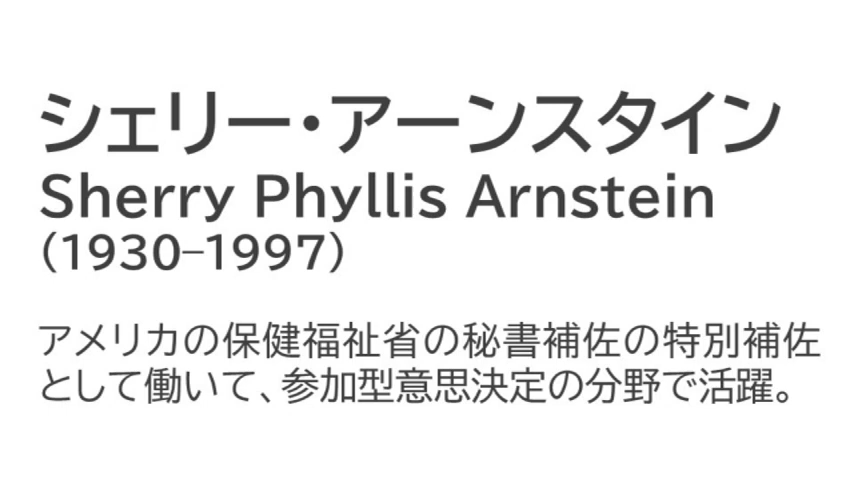 シェリー・アーンスタイン
Sherry Phyllis Arnstein
（1930–1997）
アメリカの保健福祉省の秘書補佐の特別補佐
として働いて、参加型意思決定の分野で活躍。